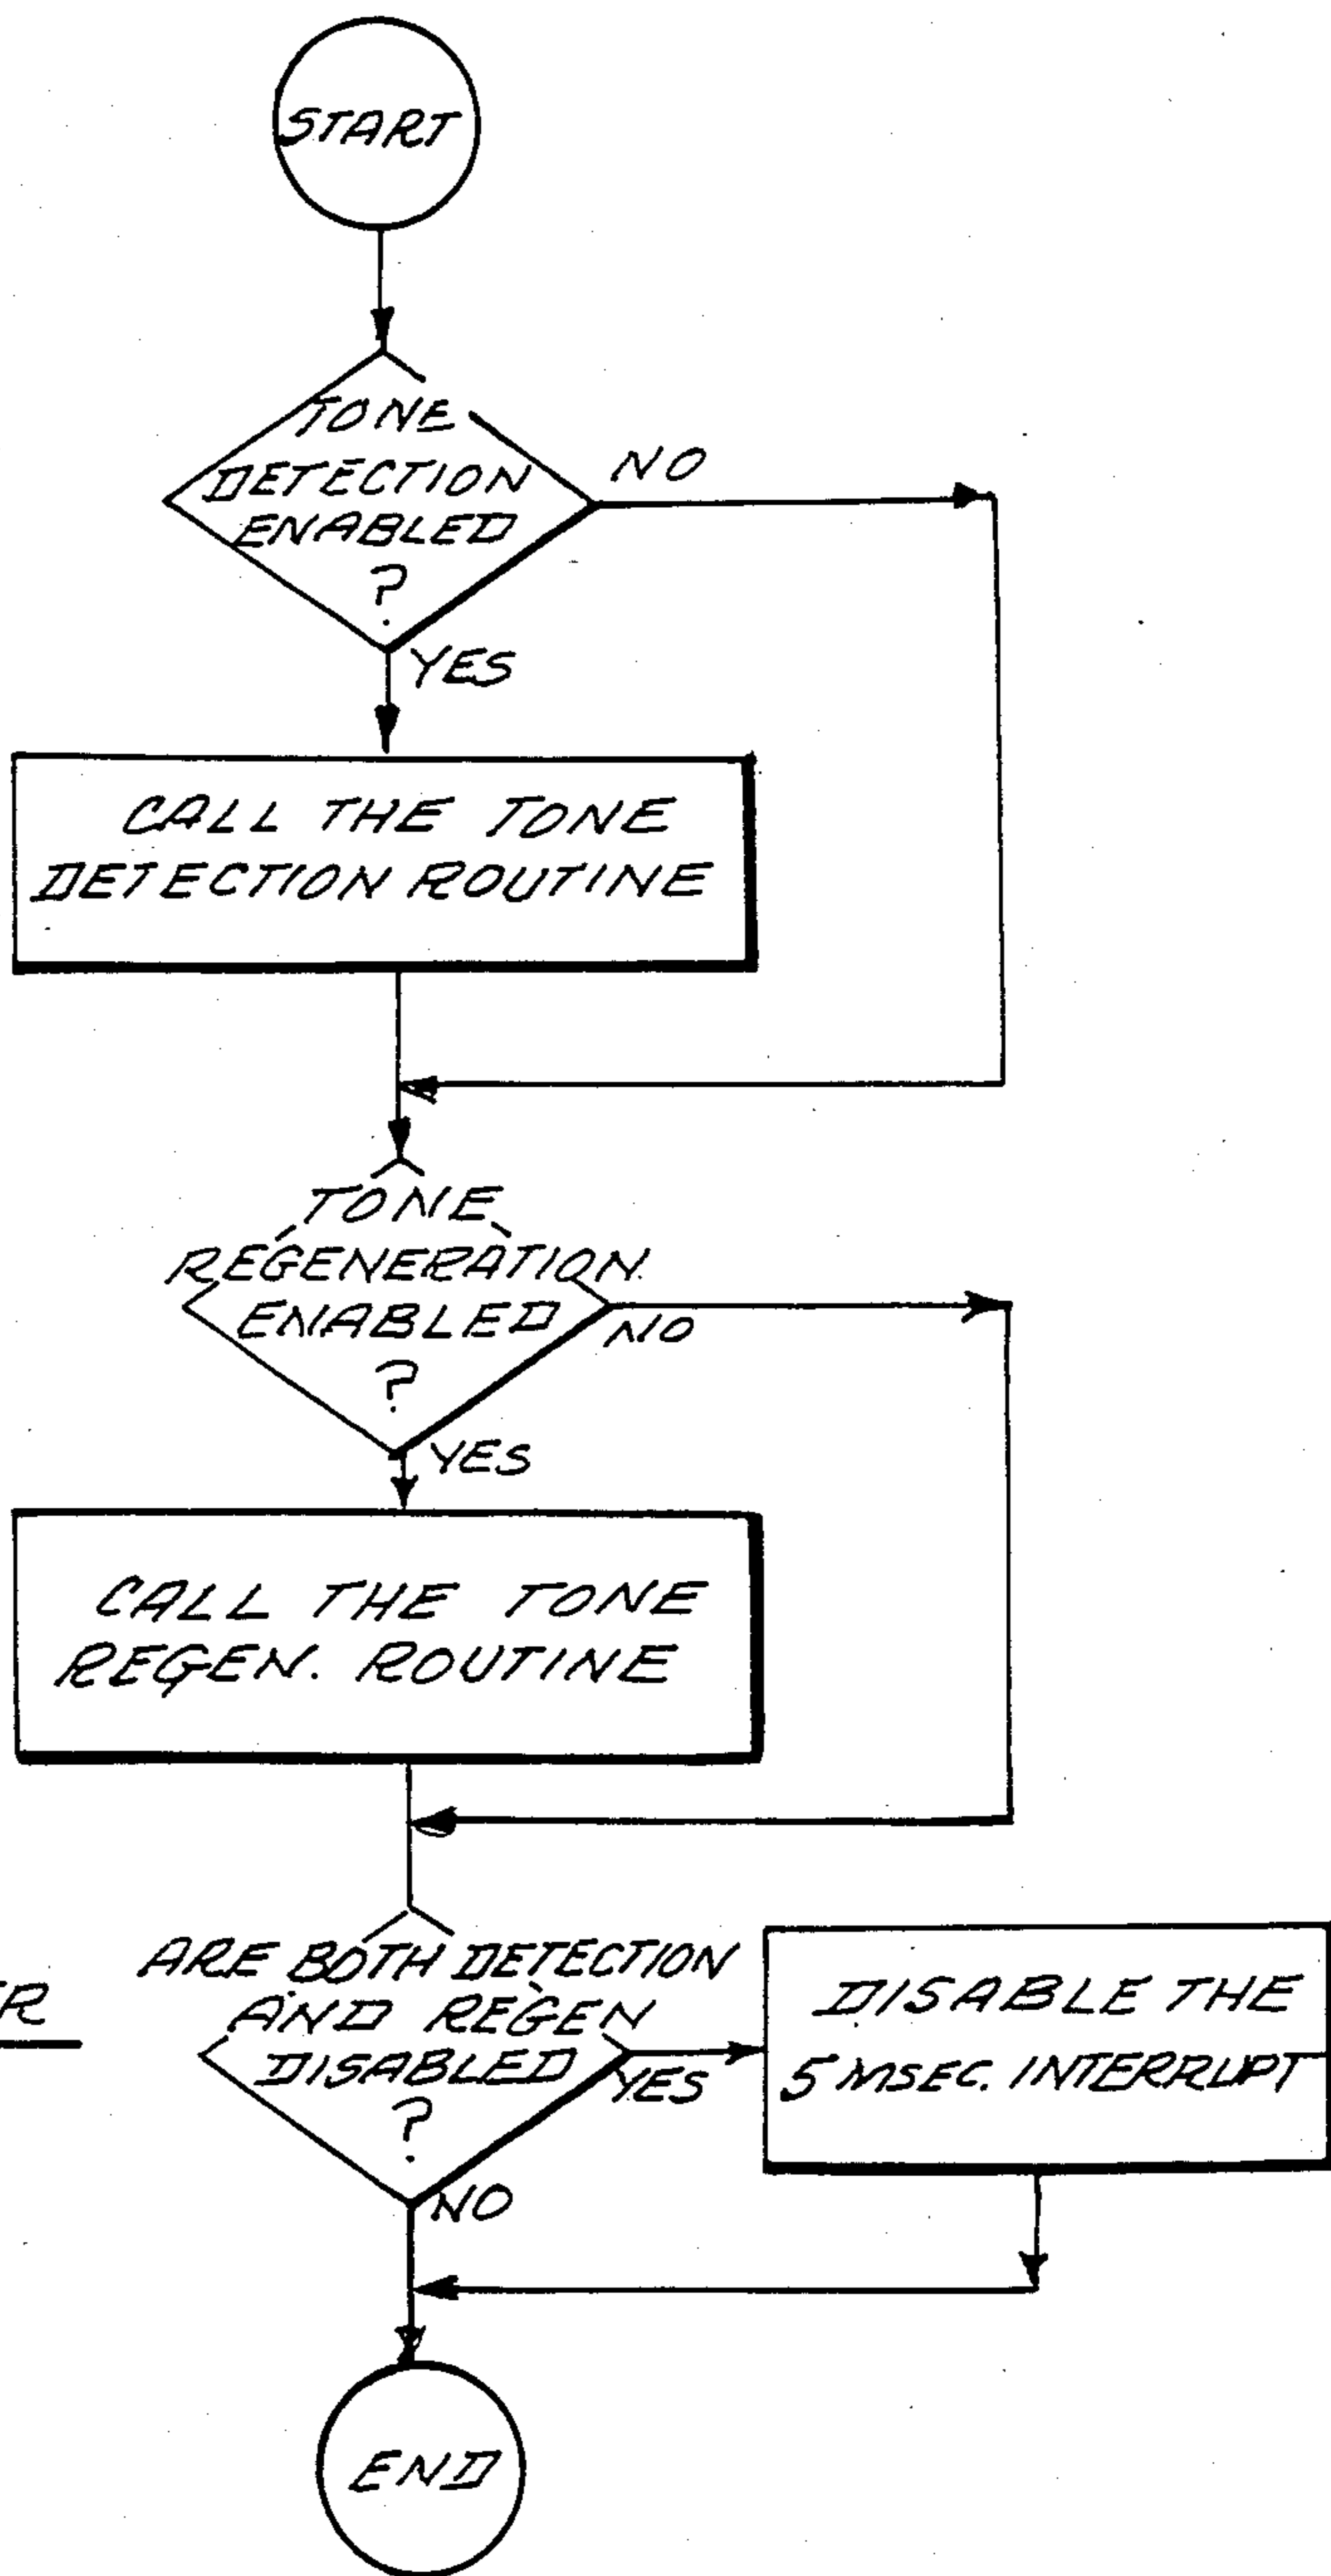 START
TONE
DETECTION
ENABLED
?
NO
YES
CALL THE TONE
DETECTION ROUTINE
TONE
REGENERATION
ENABLED
?
NO
YES
CALL THE TONE
REGEN. ROUTINE
ARE BOTH DETECTION
AND REGEN
DISABLED
?
YES
NO
DISABLE THE
5 MSEC. INTERRUPT
END